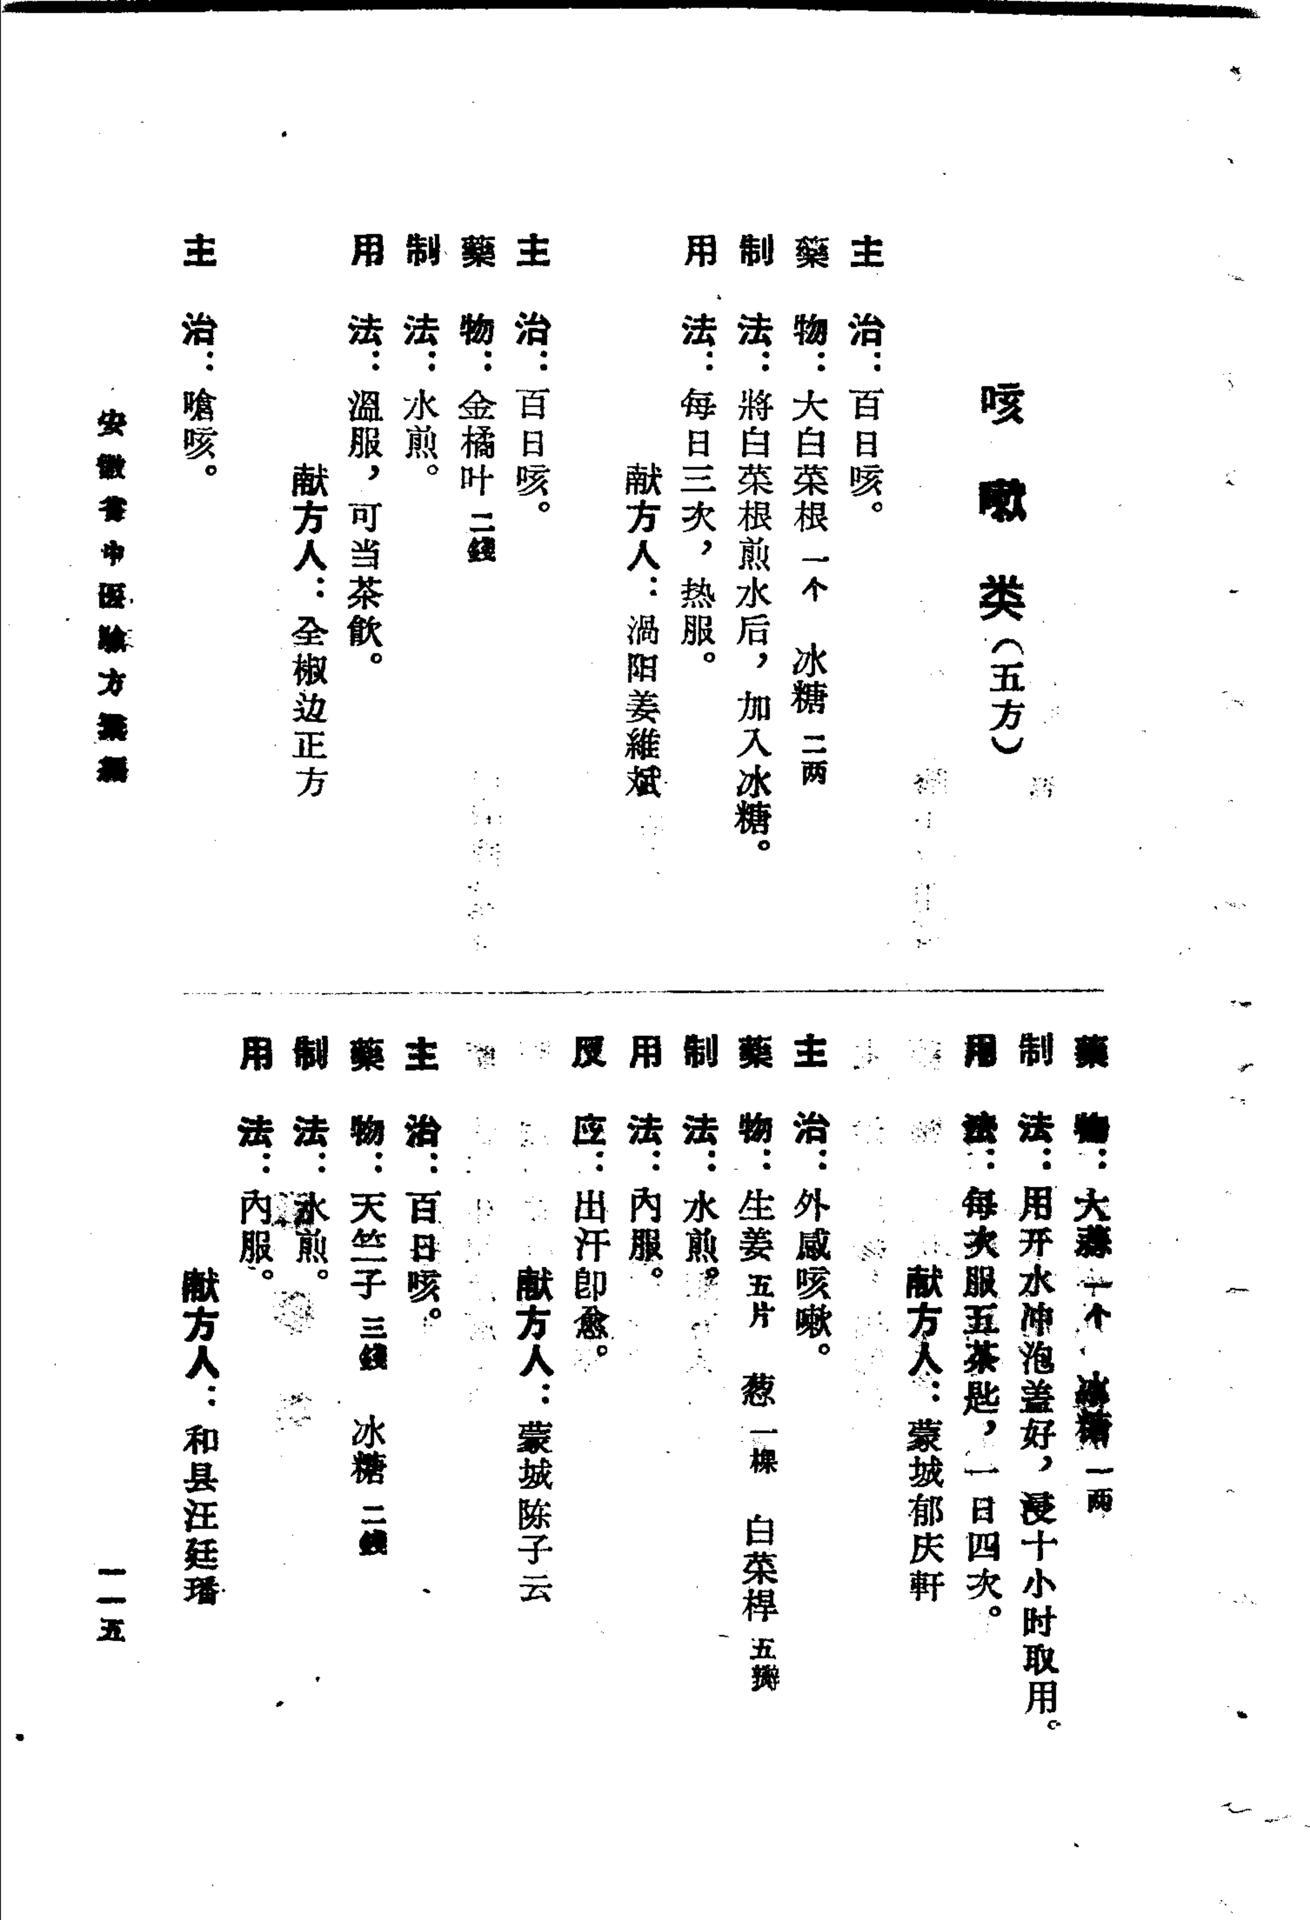 咳嗽类(五方)
主治：百日咳。
藥物：大白菜根一个　冰糖二两
制法：將白菜根煎水后，加入冰糖。
用法：每日三次，热服。
献方人：渦阳姜維斌
主治：百日咳。
藥物：金橘叶二錢
制法：水煎。
用法：溫服，可当茶飲。
献方人：全椒边正方
主治：嗆咳。
藥物：大蒜一个　冰糖一两
制法：用开水冲泡盖好，浸十小时取用。
用法：每次服五茶匙，一日四次。
献方人：蒙城郁庆軒
主治：外感咳嗽。
藥物：生姜五片　葱一棵　白菜桿五瓣
制法：水煎。
用法：內服。
反应：出汗卽愈。
献方人：蒙城陈子云
主治：百日咳。
藥物：天竺子三錢　冰糖二錢
制法：水煎。
用法：內服。
献方人：和县汪廷璠
安徽省中医驗方叢編
一一五